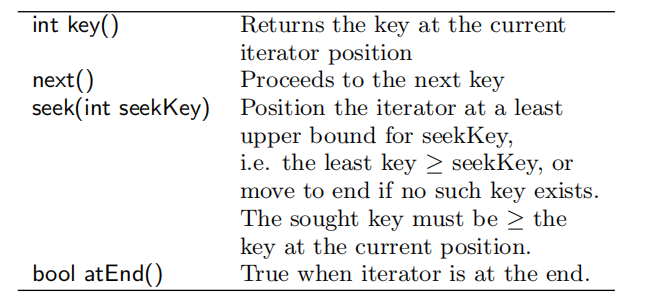 int key() Returns the key at the current
iterator position
next() Proceeds to the next key
seek(int seekKey) Position the iterator at a least
upper bound for seekKey,
i.e. the least key ≥ seekKey, or
move to end if no such key exists.
The sought key must be ≥ the
key at the current position.
bool atEnd() True when iterator is at the end.